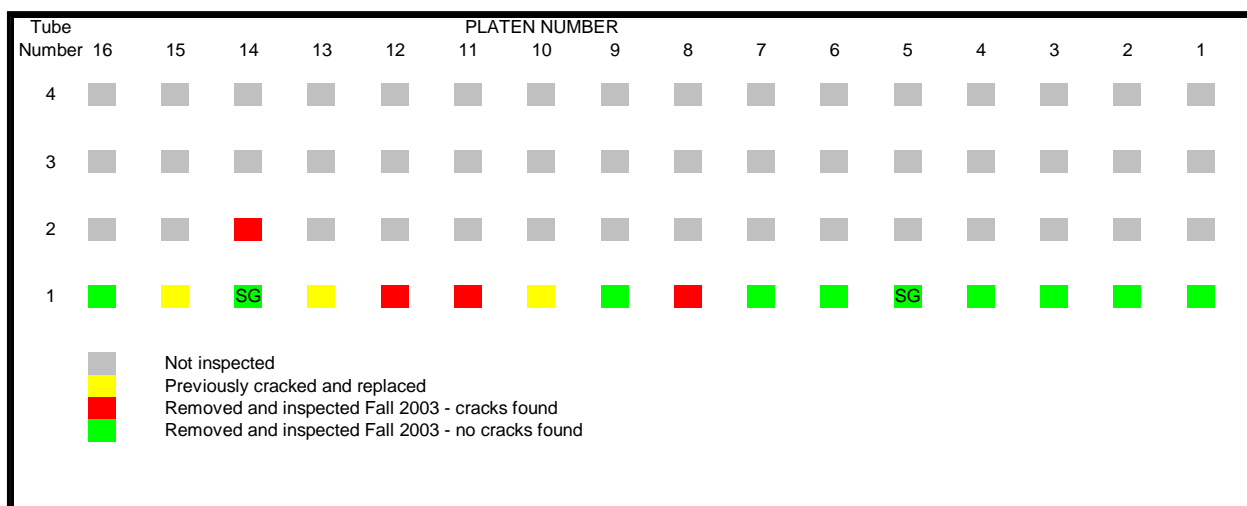 Tube PLATEN NUMBER
Number 16 15 14 13 12 11 10 9 8 7 6 5 4 3 2 1
4
3
2
1 SG SG
Not inspected
Previously cracked and replaced
Removed and inspected Fall 2003 - cracks found
Removed and inspected Fall 2003 - no cracks found